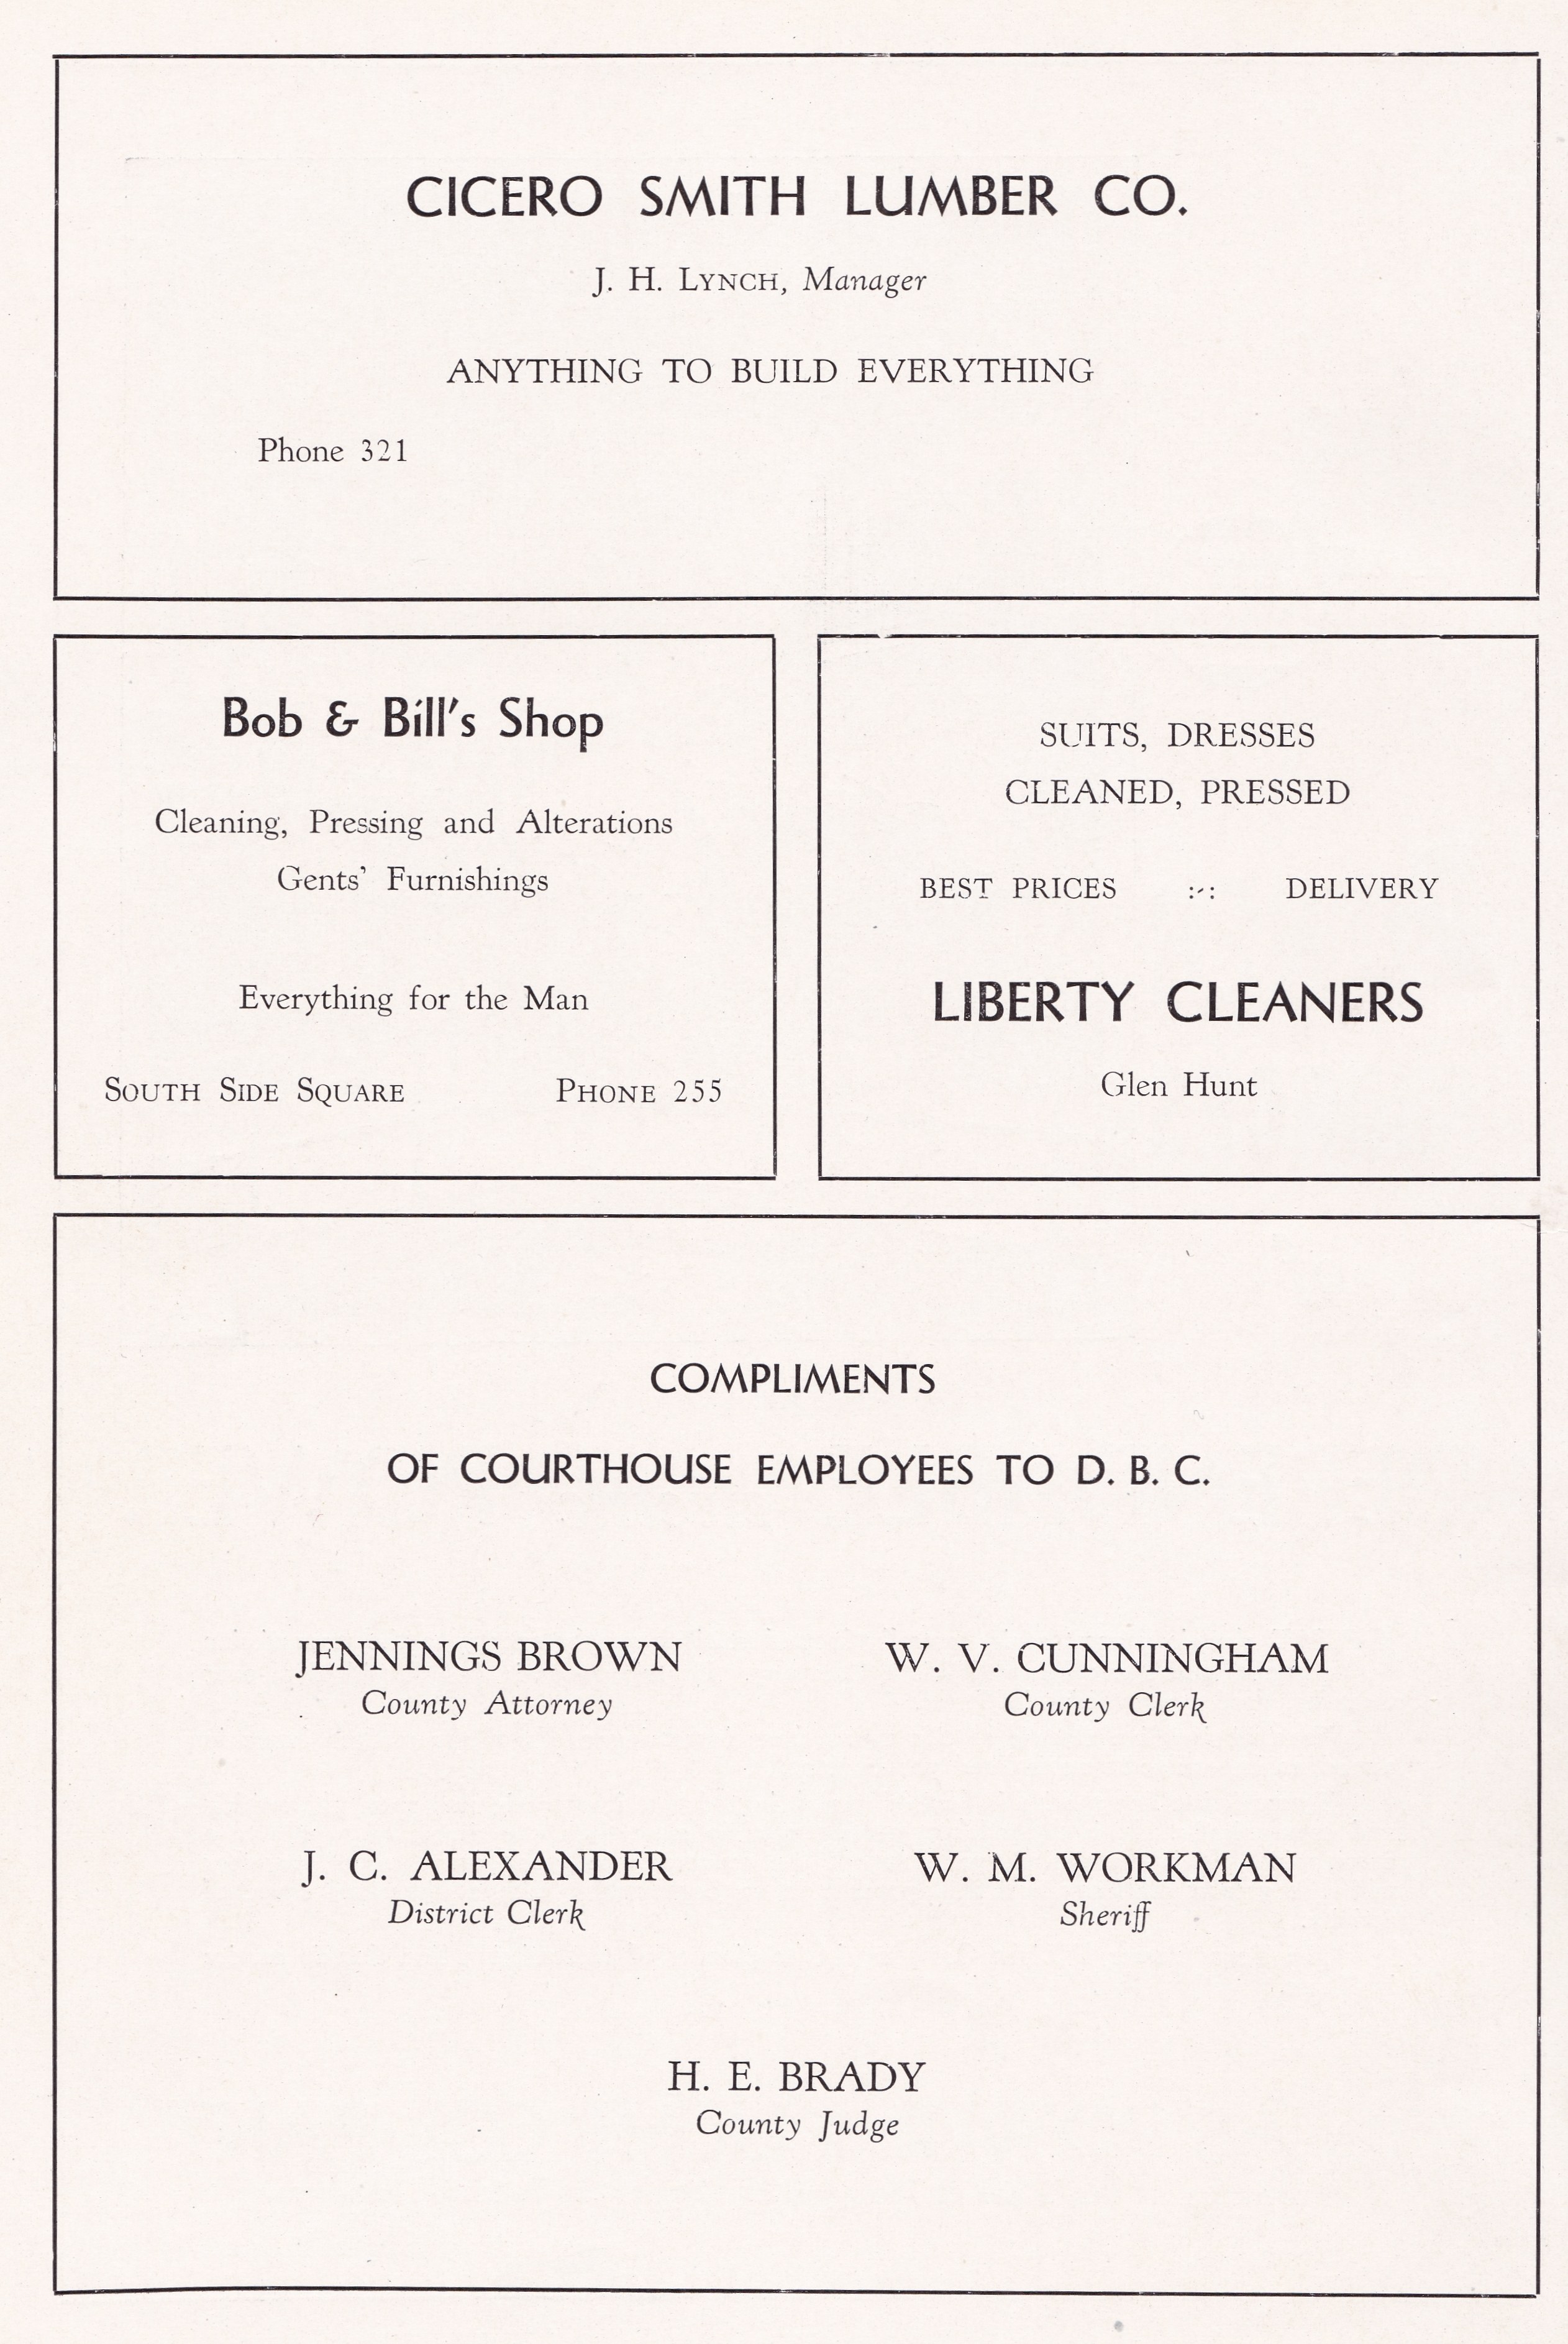 CICERO SMITH LUMBER CO.
J. H. LYNCH, Manager
ANYTHING TO BUILD EVERYTHING
Phone 321
Bob & Bill's Shop
Cleaning, Pressing and Alterations
Gents' Furnishings
Everything for the Man
SOUTH SIDE SQUARE PHONE 255
SUITS, DRESSES
CLEANED, PRESSED
BEST PRICES :-: DELIVERY
LIBERTY CLEANERS
Glen Hunt
COMPLIMENTS
OF COURTHOUSE EMPLOYEES TO D. B. C.
JENNINGS BROWN
County Attorney
W. V. CUNNINGHAM
County Clerk
J. C. ALEXANDER
District Clerk
W. M. WORKMAN
Sheriff
H. E. BRADY
County Judge